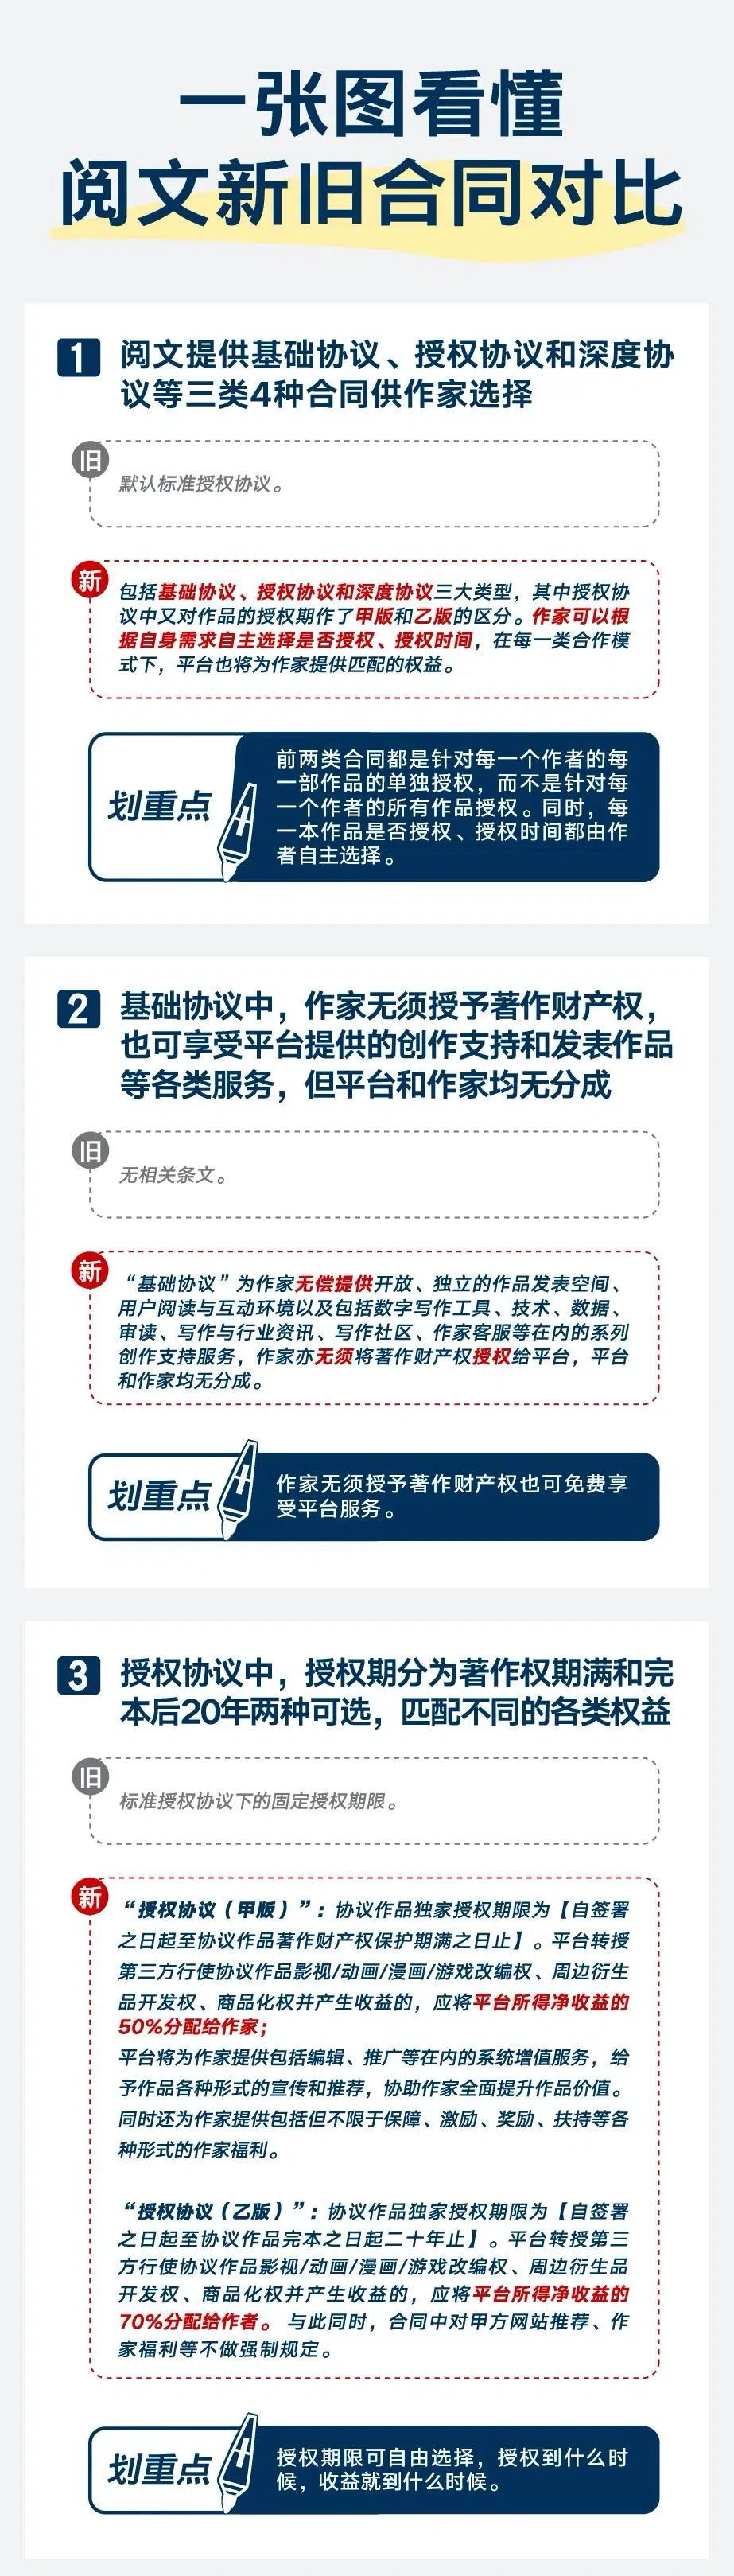 一张图看懂
阅文新旧合同对比
1
阅文提供基础协议、授权协议和深度协
议等三类4种合同供作家选择
旧
默认标准授权协议。
新
包括基础协议、授权协议和深度协议三大类型，其中授权协
议中又对作品的授权期作了甲版和乙版的区分。作家可以根
据自身需求自主选择是否授权、授权时间，在每一类合作模
式下，平台也将为作家提供匹配的权益。
划重点
前两类合同都是针对每一个作者的每
一部作品的单独授权，而不是针对每
一个作者的所有作品授权。同时，每
一本作品是否授权、授权时间都由作
者自主选择。
2
基础协议中，作家无须授予著作财产权，
也可享受平台提供的创作支持和发表作品
等各类服务，但平台和作家均无分成
旧
无相关条文。
新
“基础协议”为作家无偿提供开放、独立的作品发表空间、
用户阅读与互动环境以及包括数字写作工具、技术、数据、
审读、写作与行业资讯、写作社区、作家客服等在内的系列
创作支持服务，作家亦无须将著作财产权授权给平台，平台
和作家均无分成。
划重点
作家无须授予著作财产权也可免费享
受平台服务。
3
授权协议中，授权期分为著作权期满和完
本后20年两种可选，匹配不同的各类权益
旧
标准授权协议下的固定授权期限。
新
“授权协议（甲版）”：协议作品独家授权期限为【自签署
之日起至协议作品著作财产权保护期满之日止】。平台转授
第三方行使协议作品影视/动画/漫画/游戏改编权、周边衍生
品开发权、商品化权并产生收益的，应将平台所得净收益的
50%分配给作家；
平台将为作家提供包括编辑、推广等在内的系统增值服务，给
予作品各种形式的宣传和推荐，协助作家全面提升作品价值。
同时还为作家提供包括但不限于保障、激励、奖励、扶持等各
种形式的作家福利。
“授权协议（乙版）”：协议作品独家授权期限为【自签署
之日起至协议作品完本之日起二十年止】。平台转授第三
方行使协议作品影视/动画/漫画/游戏改编权、周边衍生品
开发权、商品化权并产生收益的，应将平台所得净收益的
70%分配给作者。与此同时，合同中对甲方网站推荐、作
家福利等不做强制规定。
划重点
授权期限可自由选择，授权到什么时
候，收益就到什么时候。